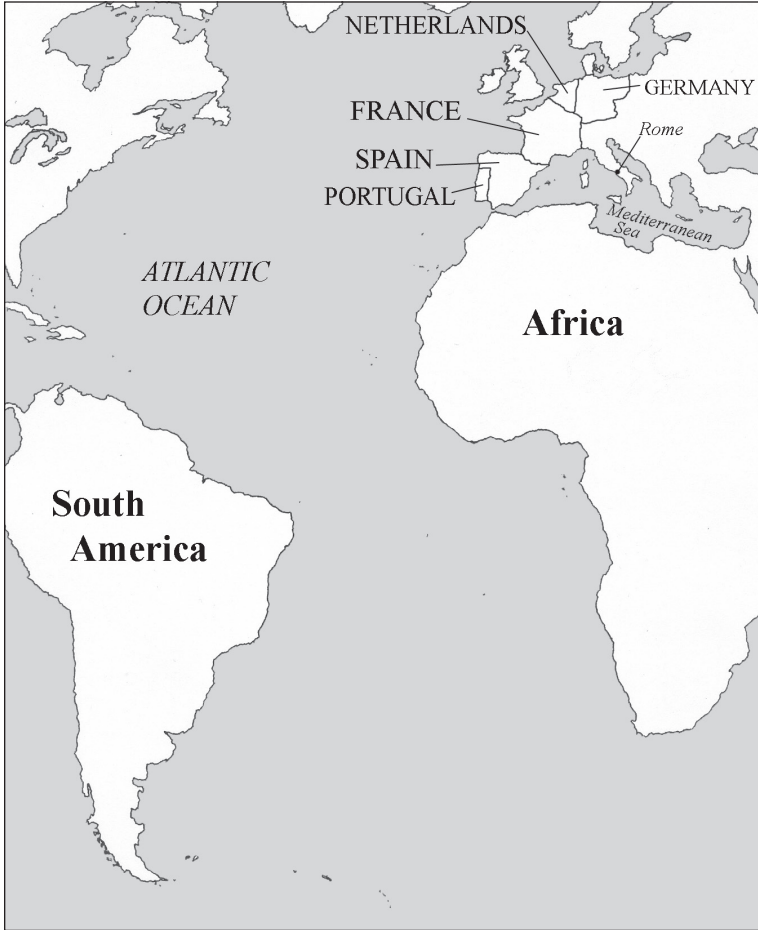 NETHERLANDS
GERMANY
FRANCE
Rome
SPAIN
PORTUGAL
Mediterranean
Sea
ATLANTIC
OCEAN
Africa
South
America